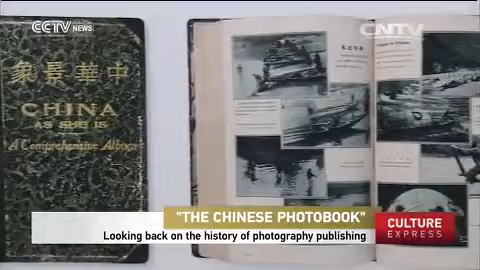 CCTV NEWS
CNTV
象景華中
CHINA
AS SHE IS
A Comprehensive Album
"THE CHINESE PHOTOBOOK"
Looking back on the history of photography publishing
CULTURE
EXPRESS